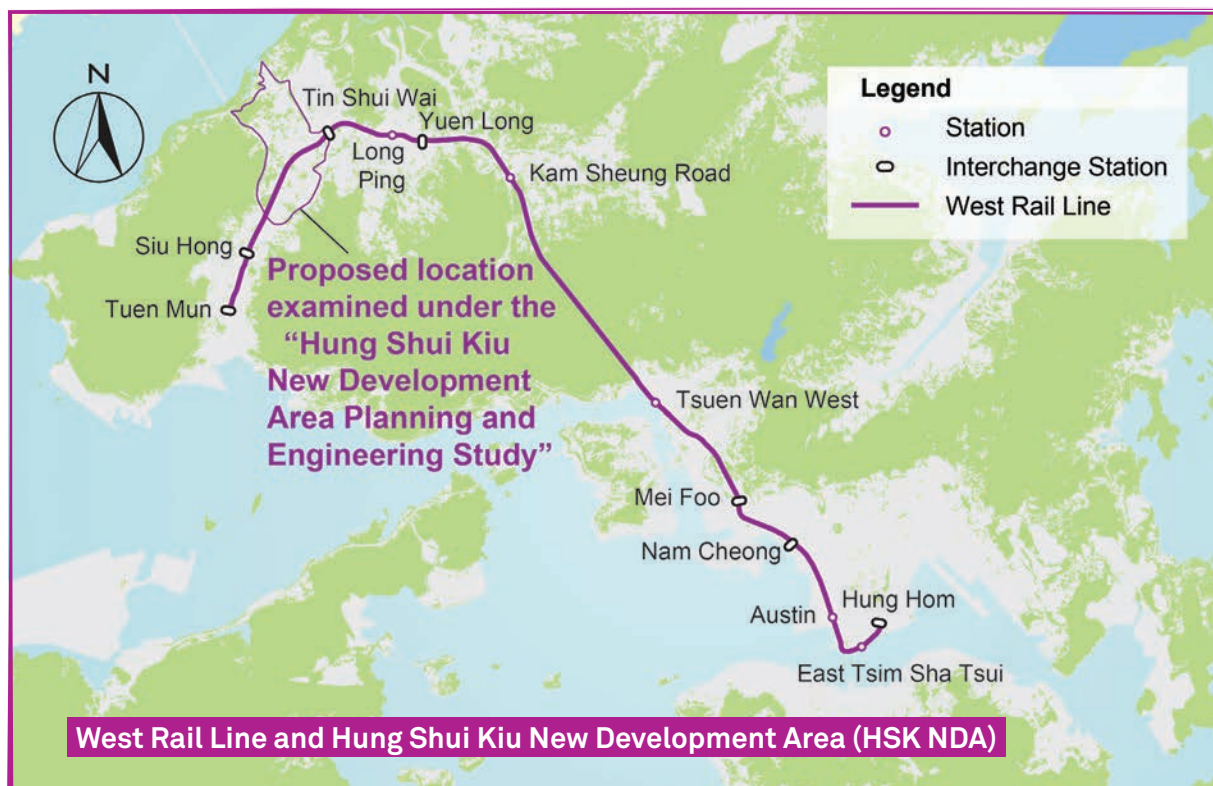 N
Legend
Station
Interchange Station
West Rail Line
Tin Shui Wai
Yuen Long
Long
Ping
Kam Sheung Road
Siu Hong
Tuen Mun
Proposed location
examined under the
“Hung Shui Kiu
New Development
Area Planning and
Engineering Study”
Tsuen Wan West
Mei Foo
Nam Cheong
Austin
Hung Hom
East Tsim Sha Tsui
West Rail Line and Hung Shui Kiu New Development Area (HSK NDA)